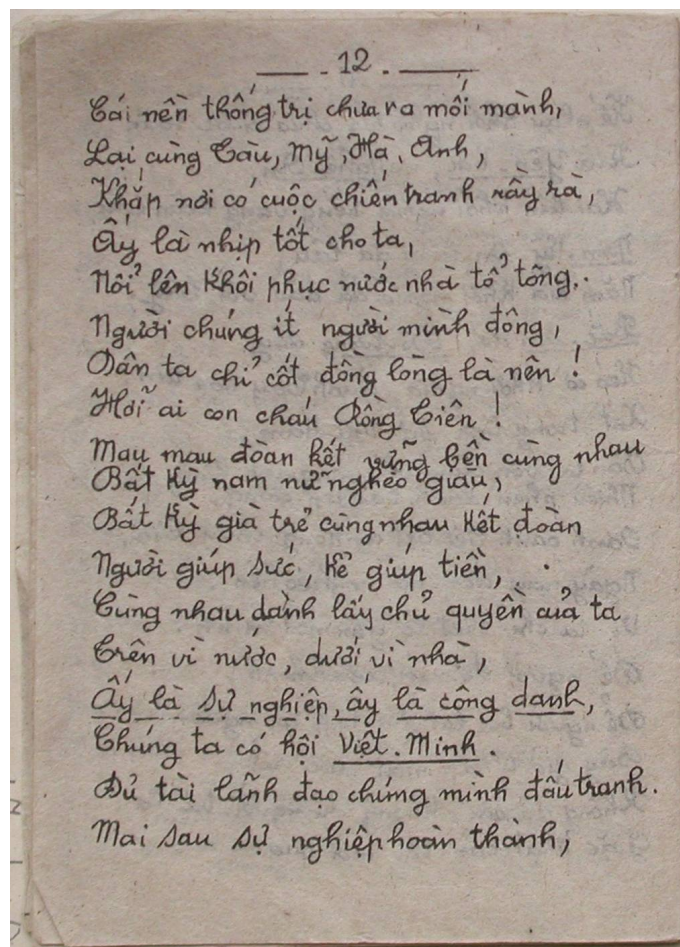 — . 12 . —
Cái nền thống trị chưa ra mối mành,
Lại cùng Tàu, Mỹ, Hà, Anh,
Khắp nơi có cuộc chiến tranh rầy rà,
Ấy là nhịp tốt cho ta,
Nổi lên khôi phục nước nhà tổ tông.
Người chúng ít người mình đông,
Dân ta chỉ cốt đồng lòng là nên !
Hỡi ai con cháu Rồng Tiên !
Mau mau đoàn kết vững bền cùng nhau
Bất kỳ nam nữ nghèo giàu,
Bất kỳ già trẻ cùng nhau kết đoàn
Người giúp sức, kẻ giúp tiền,
Cùng nhau dành lấy chủ quyền của ta
Trên vì nước, dưới vì nhà,
Ấy là sự nghiệp, ấy là công danh,
Chúng ta có hội Việt. Minh.
Đủ tài lãnh đạo chúng mình đấu tranh.
Mai sau sự nghiệp hoàn thành,